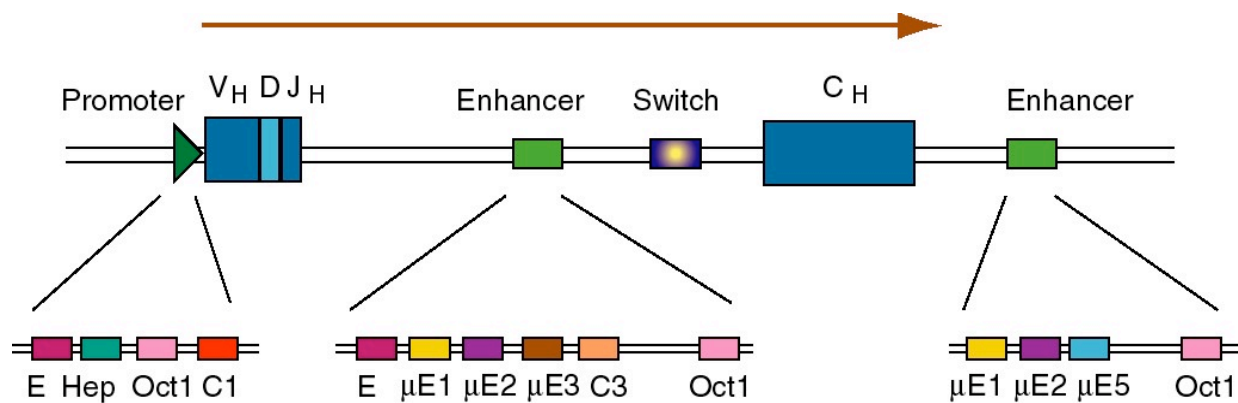 V H D J H
Promoter Enhancer Switch C H Enhancer
E Hep Oct1 C1 E μE1 μE2 μE3 C3 Oct1 μE1 μE2 μE5 Oct1